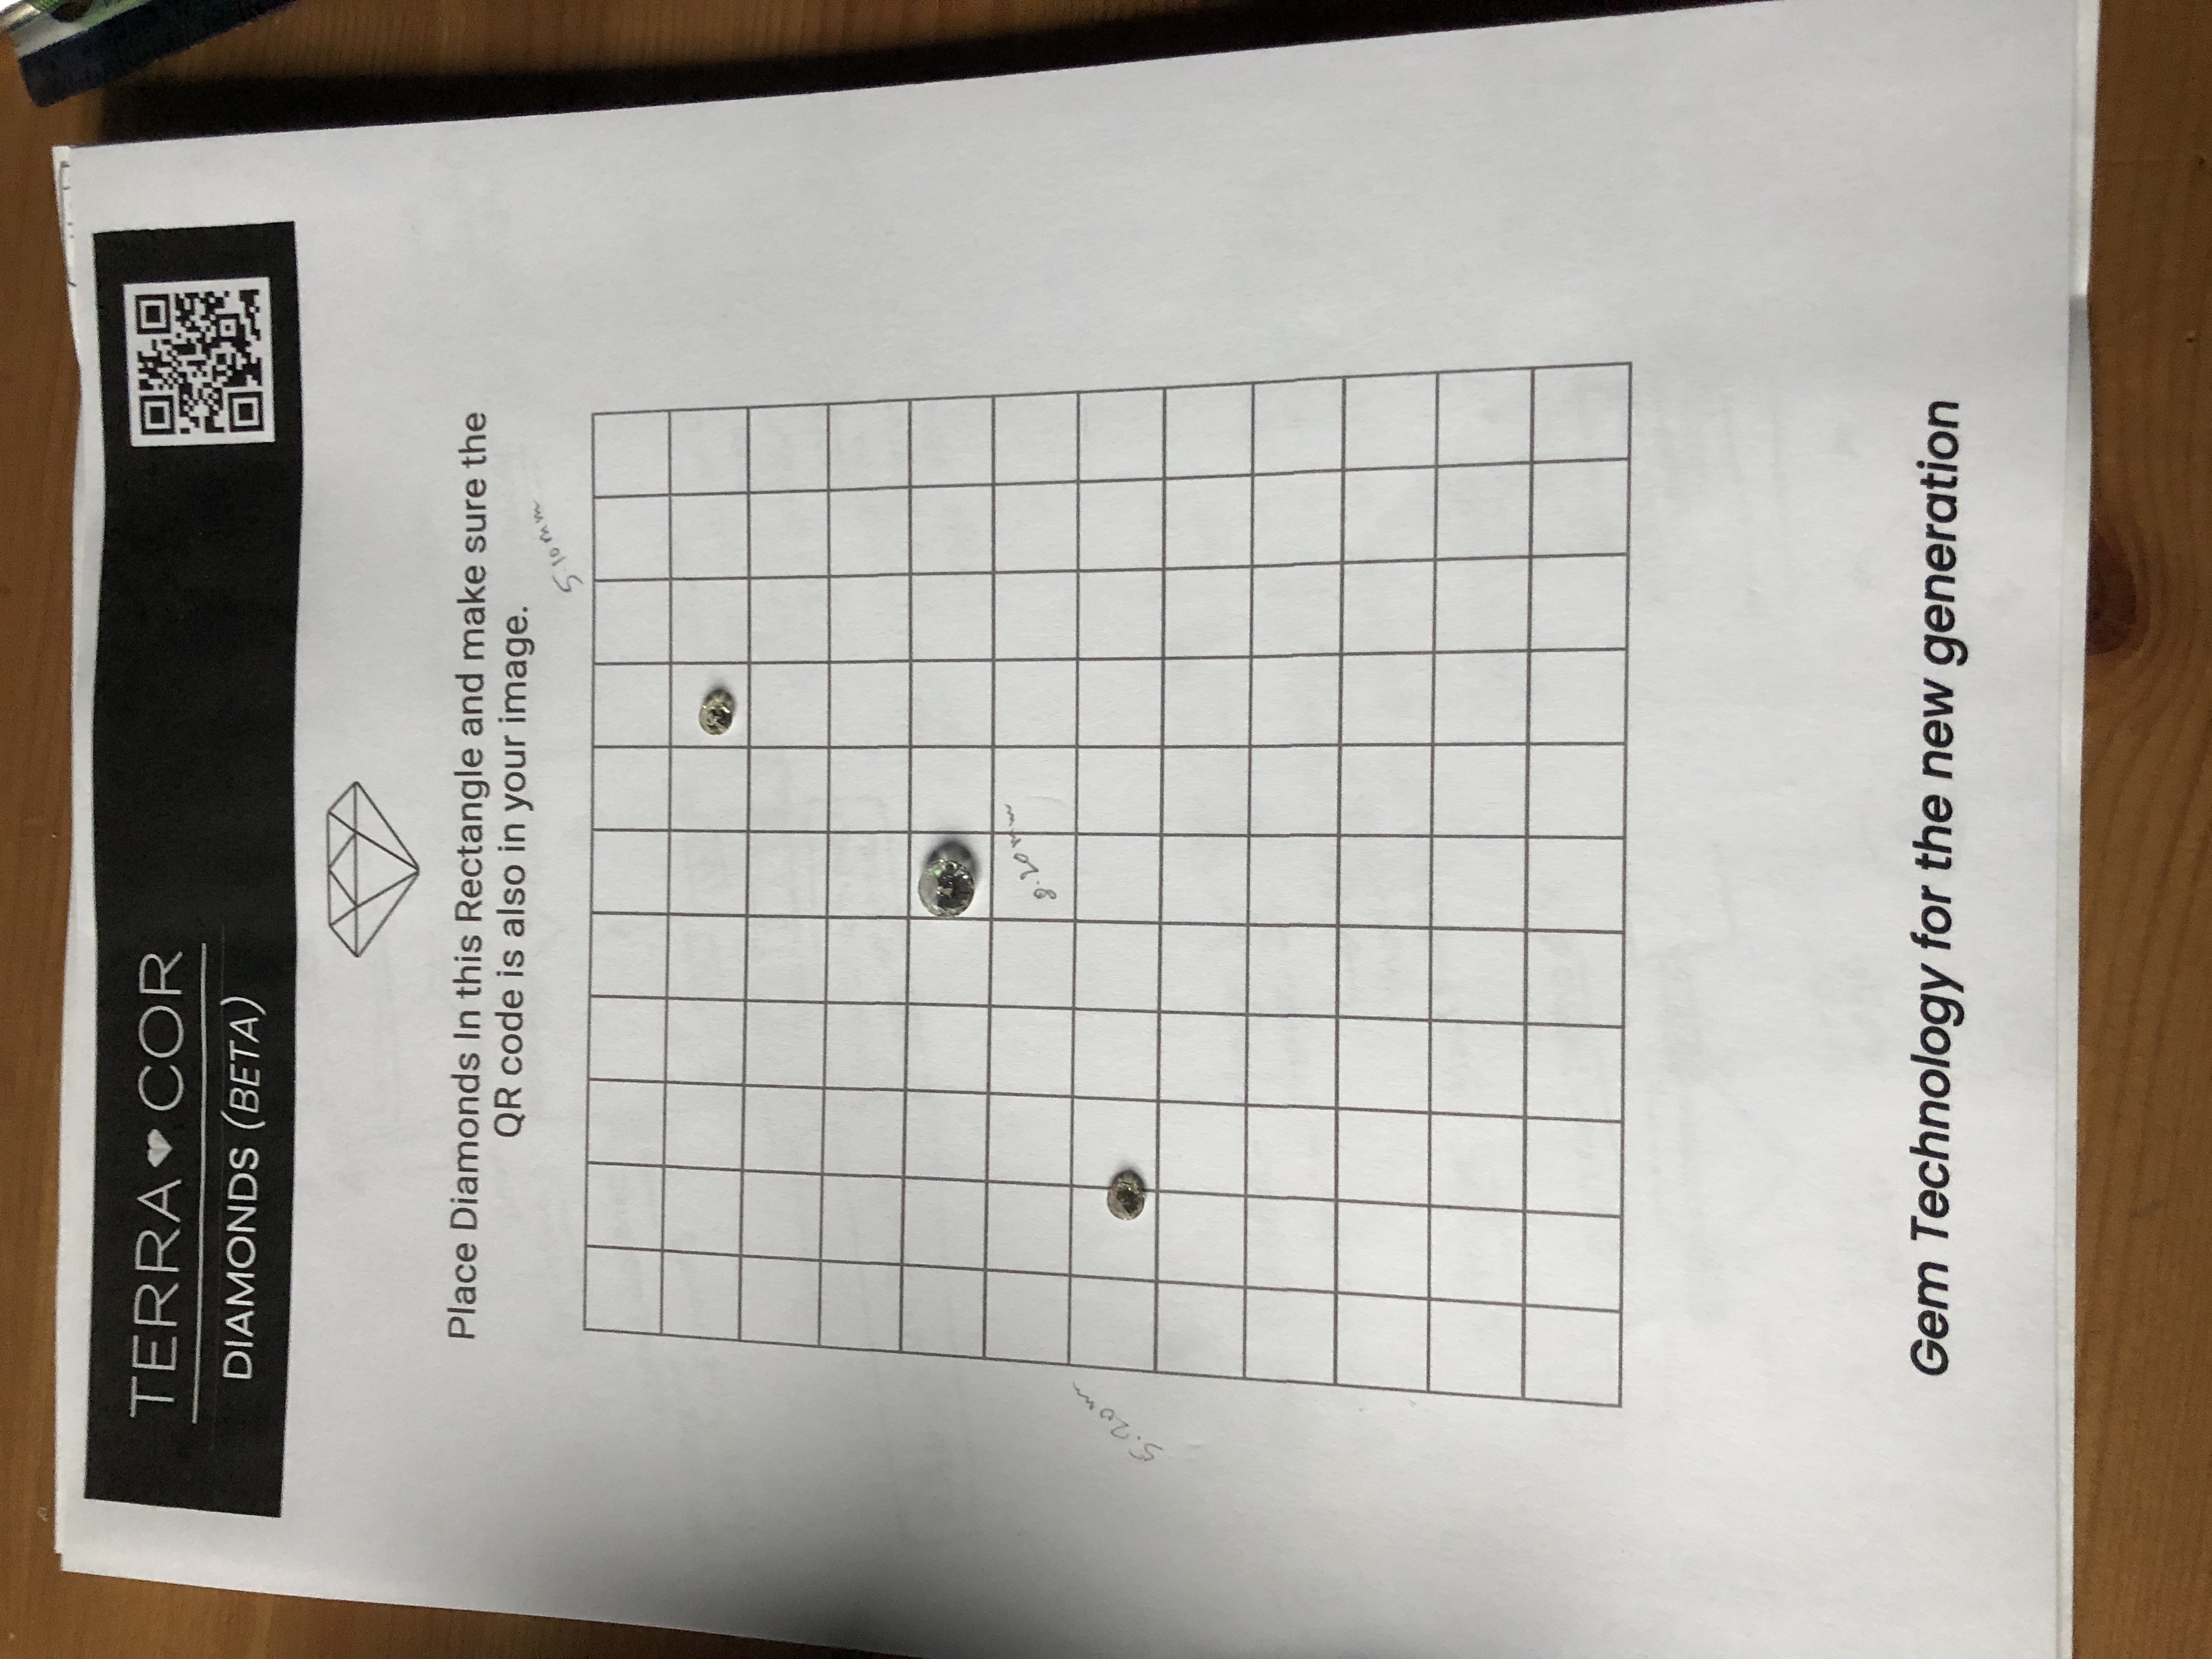 TERRA COR
DIAMONDS (BETA)
Place Diamonds In this Rectangle and make sure the
QR code is also in your image.
5 10mm
8.20mm
5.20m
Gem Technology for the new generation